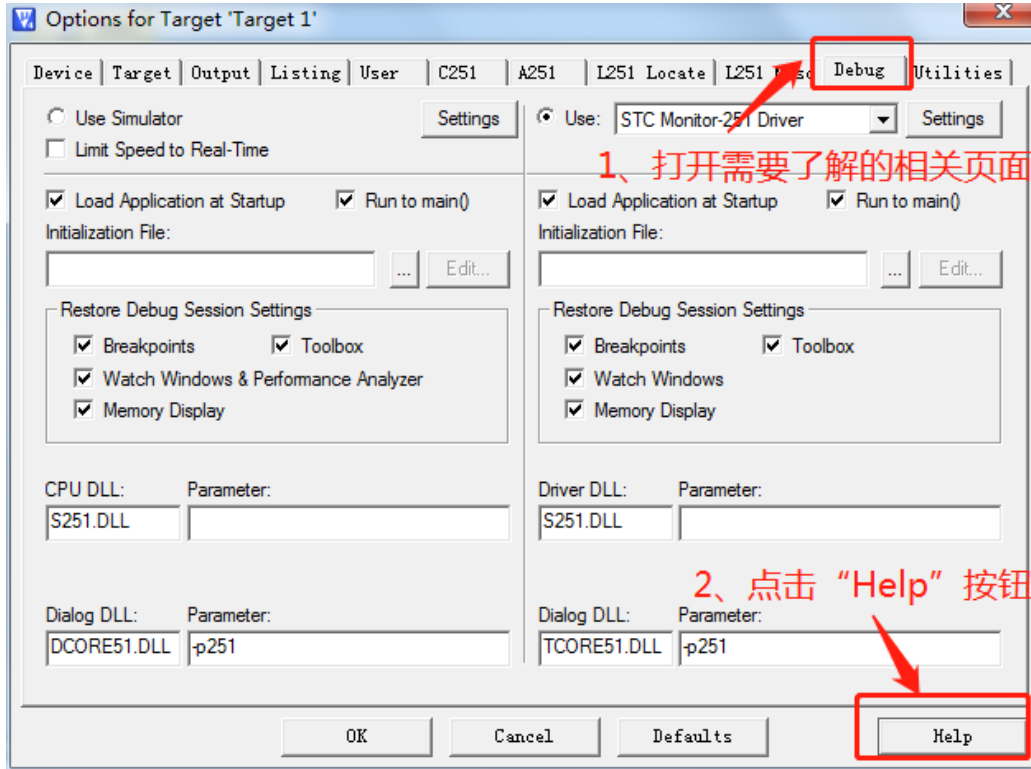 Options for Target 'Target 1'
Device Target Output Listing User C251 A251 L251 Locate L251 Debug Utilities
Use Simulator Settings Use: STC Monitor-251 Driver Settings
Limit Speed to Real-Time
1、打开需要了解的相关页面
Load Application at Startup Run to main() Load Application at Startup Run to main()
Initialization File: Initialization File:
... Edit... ... Edit...
Restore Debug Session Settings Restore Debug Session Settings
Breakpoints Toolbox Breakpoints Toolbox
Watch Windows & Performance Analyzer Watch Windows
Memory Display Memory Display
CPU DLL: Parameter: Driver DLL: Parameter:
S251.DLL S251.DLL
2、点击“Help”按钮
Dialog DLL: Parameter: Dialog DLL: Parameter:
DCORE51.DLL -p251 TCORE51.DLL -p251
OK Cancel Defaults Help